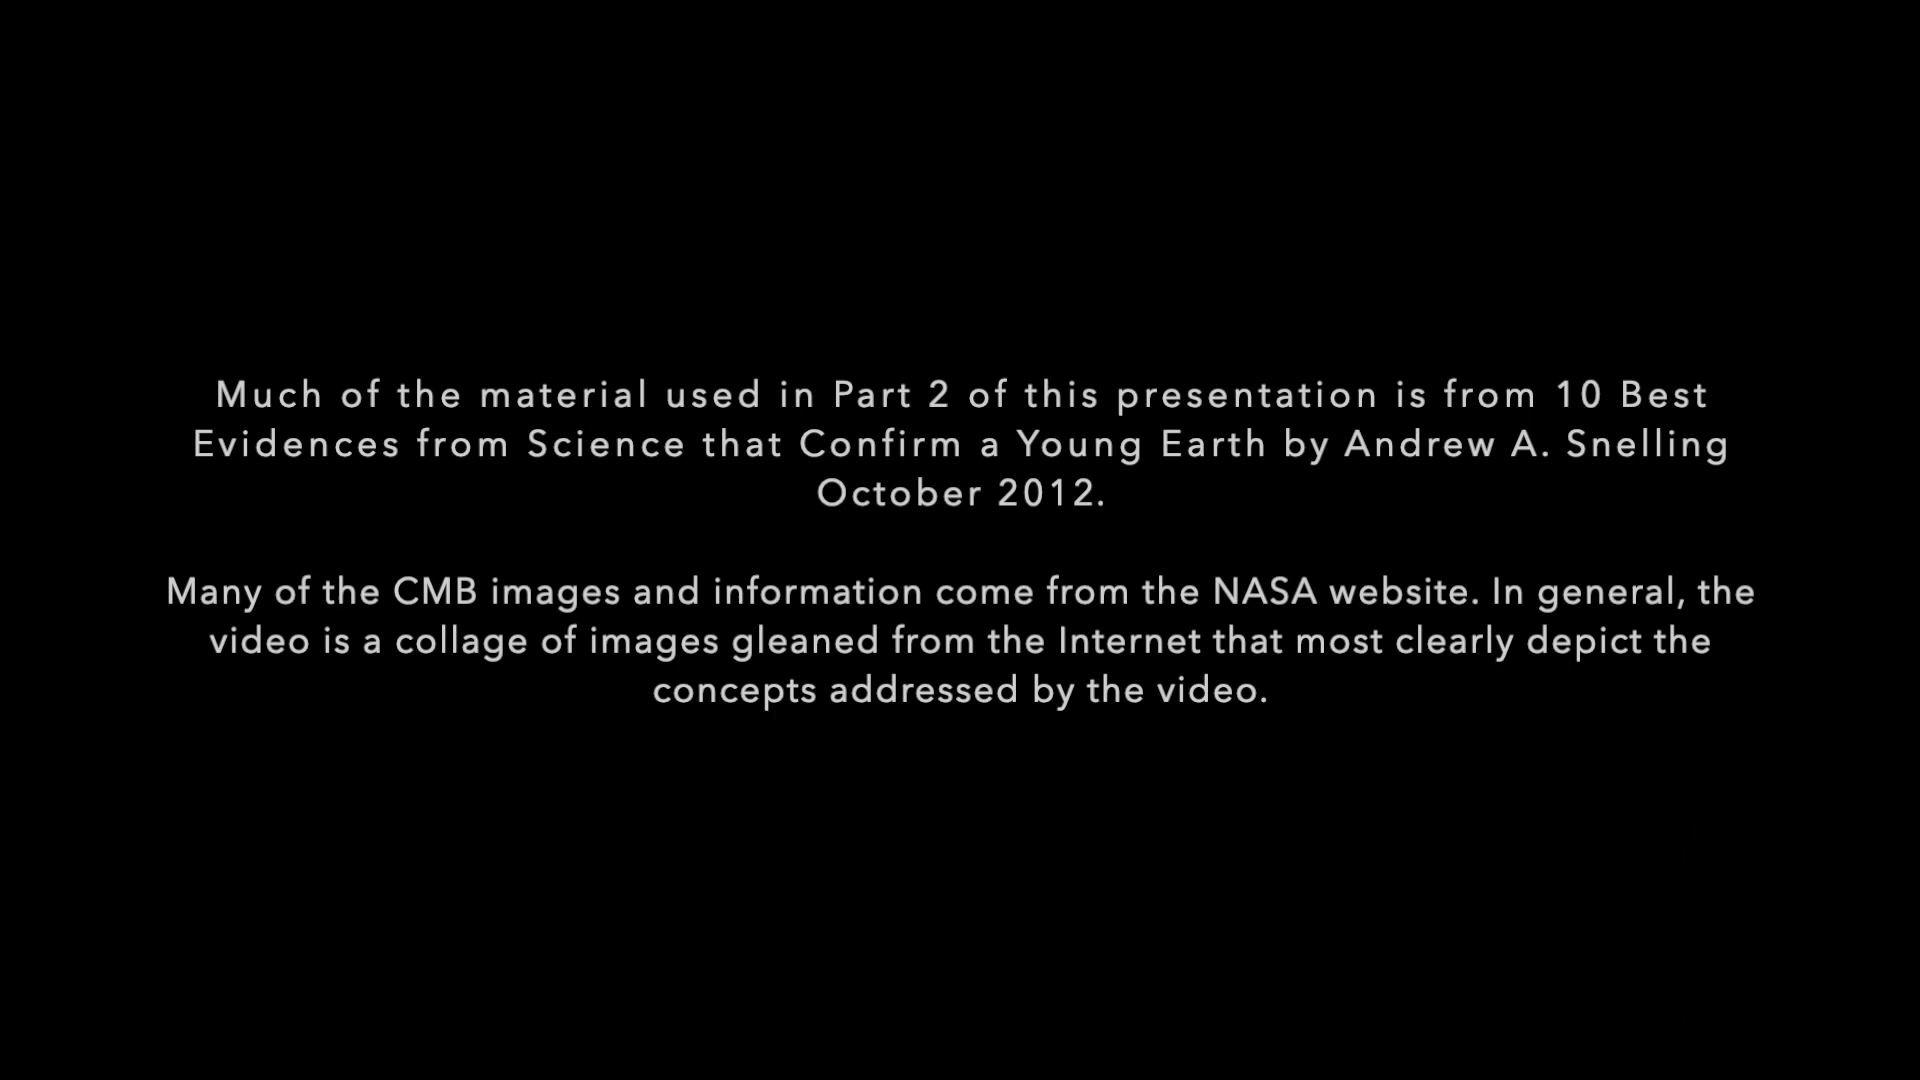 Much of the material used in Part 2 of this presentation is from 10 Best
Evidences from Science that Confirm a Young Earth by Andrew A. Snelling
October 2012.
Many of the CMB images and information come from the NASA website. In general, the
video is a collage of images gleaned from the Internet that most clearly depict the
concepts addressed by the video.